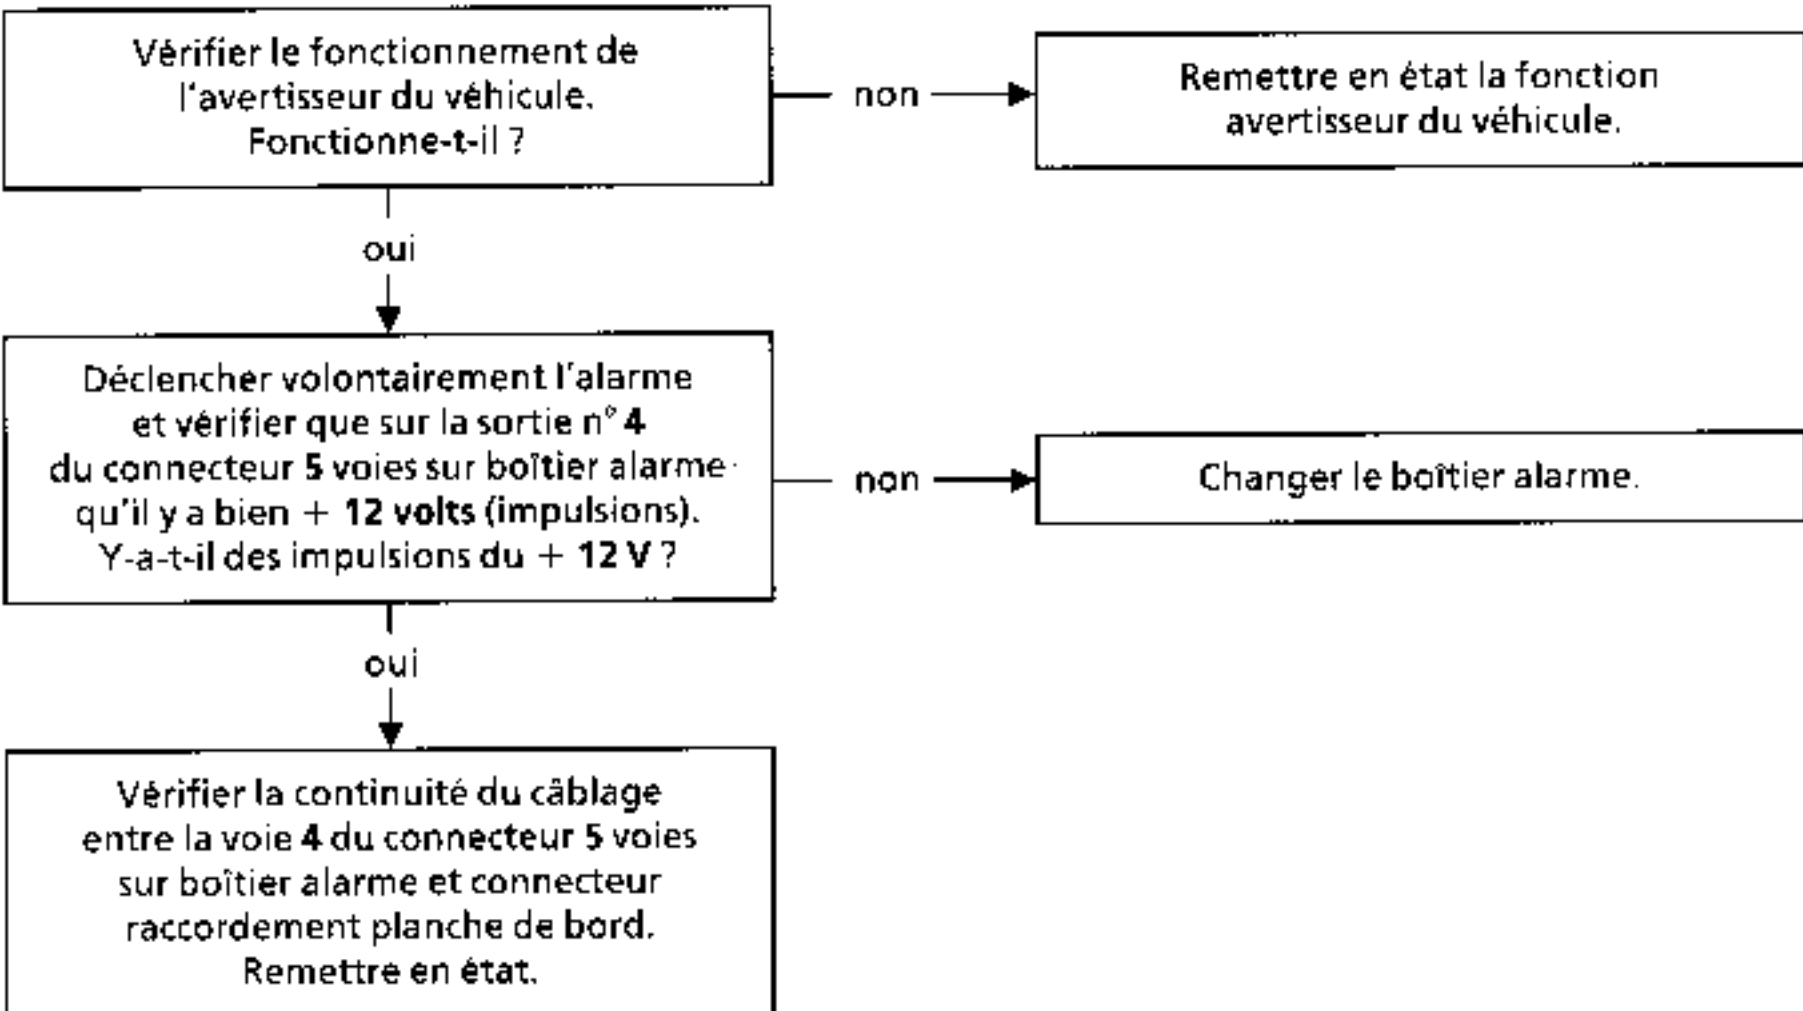 Vérifier le fonctionnement de
l'avertisseur du véhicule.
Fonctionne-t-il ?
non
Remettre en état la fonction
avertisseur du véhicule.
oui
Déclencher volontairement l'alarme
et vérifier que sur la sortie n° 4
du connecteur 5 voies sur boîtier alarme
qu'il y a bien + 12 volts (impulsions).
Y-a-t-il des impulsions du + 12 V ?
non
Changer le boîtier alarme.
oui
Vérifier la continuité du câblage
entre la voie 4 du connecteur 5 voies
sur boîtier alarme et connecteur
raccordement planche de bord.
Remettre en état.